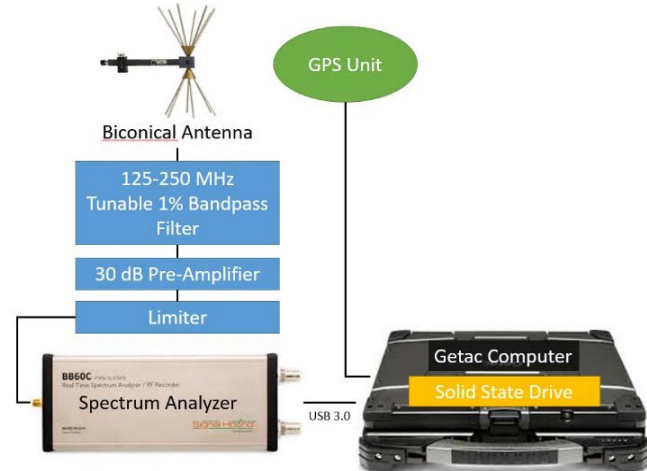 GPS Unit
Biconical Antenna
125-250 MHz
Tunable 1% Bandpass
Filter
30 dB Pre-Amplifier
Limiter
BB60C
Real Time Spectrum Analyzer / RF Recorder
Spectrum Analyzer
USB 3.0
Getac Computer
Solid State Drive